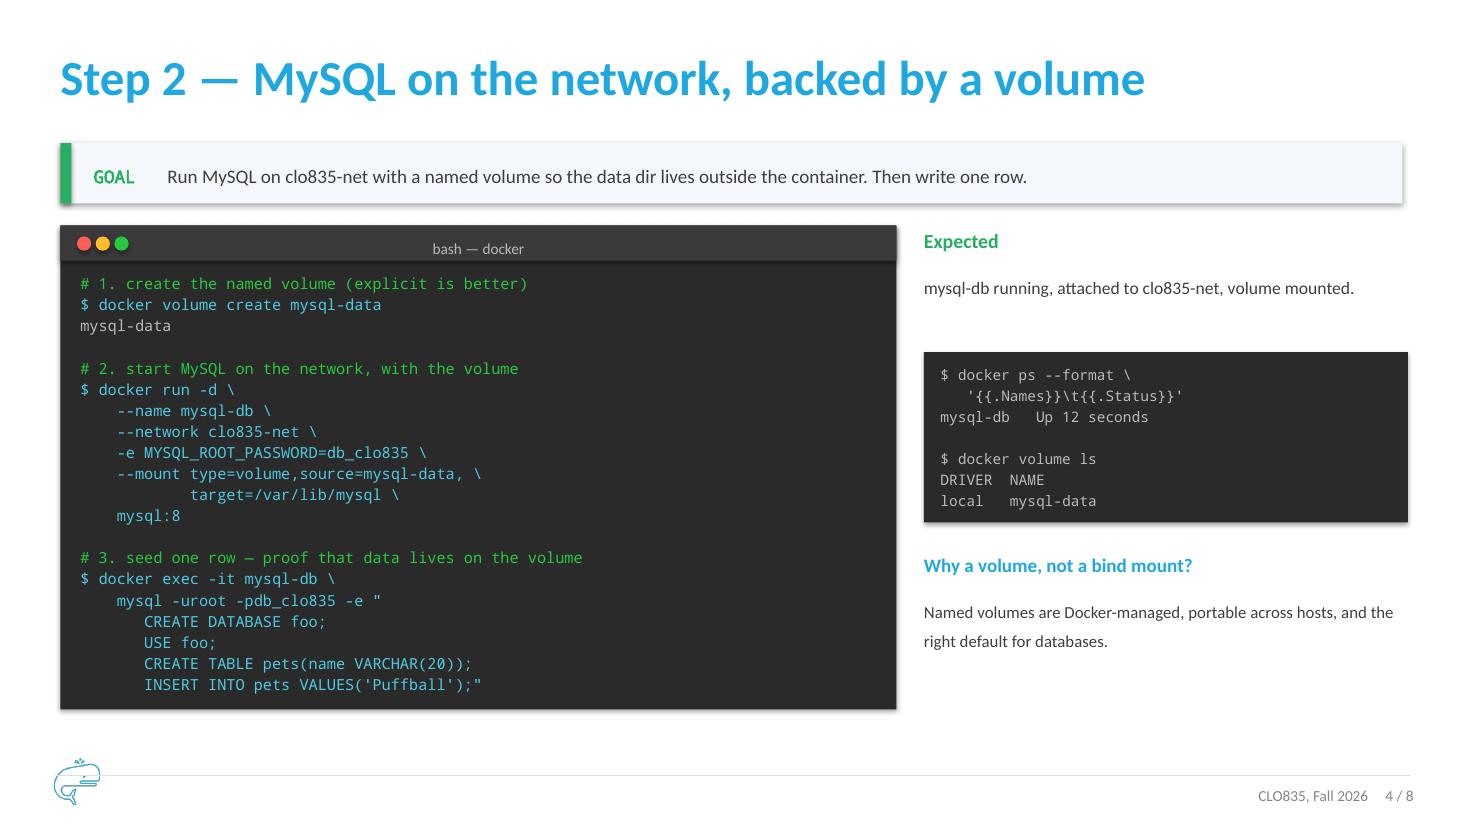 Step 2 — MySQL on the network, backed by a volume
GOAL Run MySQL on clo835-net with a named volume so the data dir lives outside the container. Then write one row.
bash — docker
# 1. create the named volume (explicit is better)
$ docker volume create mysql-data
mysql-data
# 2. start MySQL on the network, with the volume
$ docker run -d \
    --name mysql-db \
    --network clo835-net \
    -e MYSQL_ROOT_PASSWORD=db_clo835 \
    --mount type=volume,source=mysql-data, \
            target=/var/lib/mysql \
    mysql:8
# 3. seed one row — proof that data lives on the volume
$ docker exec -it mysql-db \
    mysql -uroot -pdb_clo835 -e "
       CREATE DATABASE foo;
       USE foo;
       CREATE TABLE pets(name VARCHAR(20));
       INSERT INTO pets VALUES('Puffball');"
Expected
mysql-db running, attached to clo835-net, volume mounted.
$ docker ps --format \
   '{{.Names}}\t{{.Status}}'
mysql-db   Up 12 seconds
$ docker volume ls
DRIVER  NAME
local   mysql-data
Why a volume, not a bind mount?
Named volumes are Docker-managed, portable across hosts, and the
right default for databases.
CLO835, Fall 2026 4 / 8